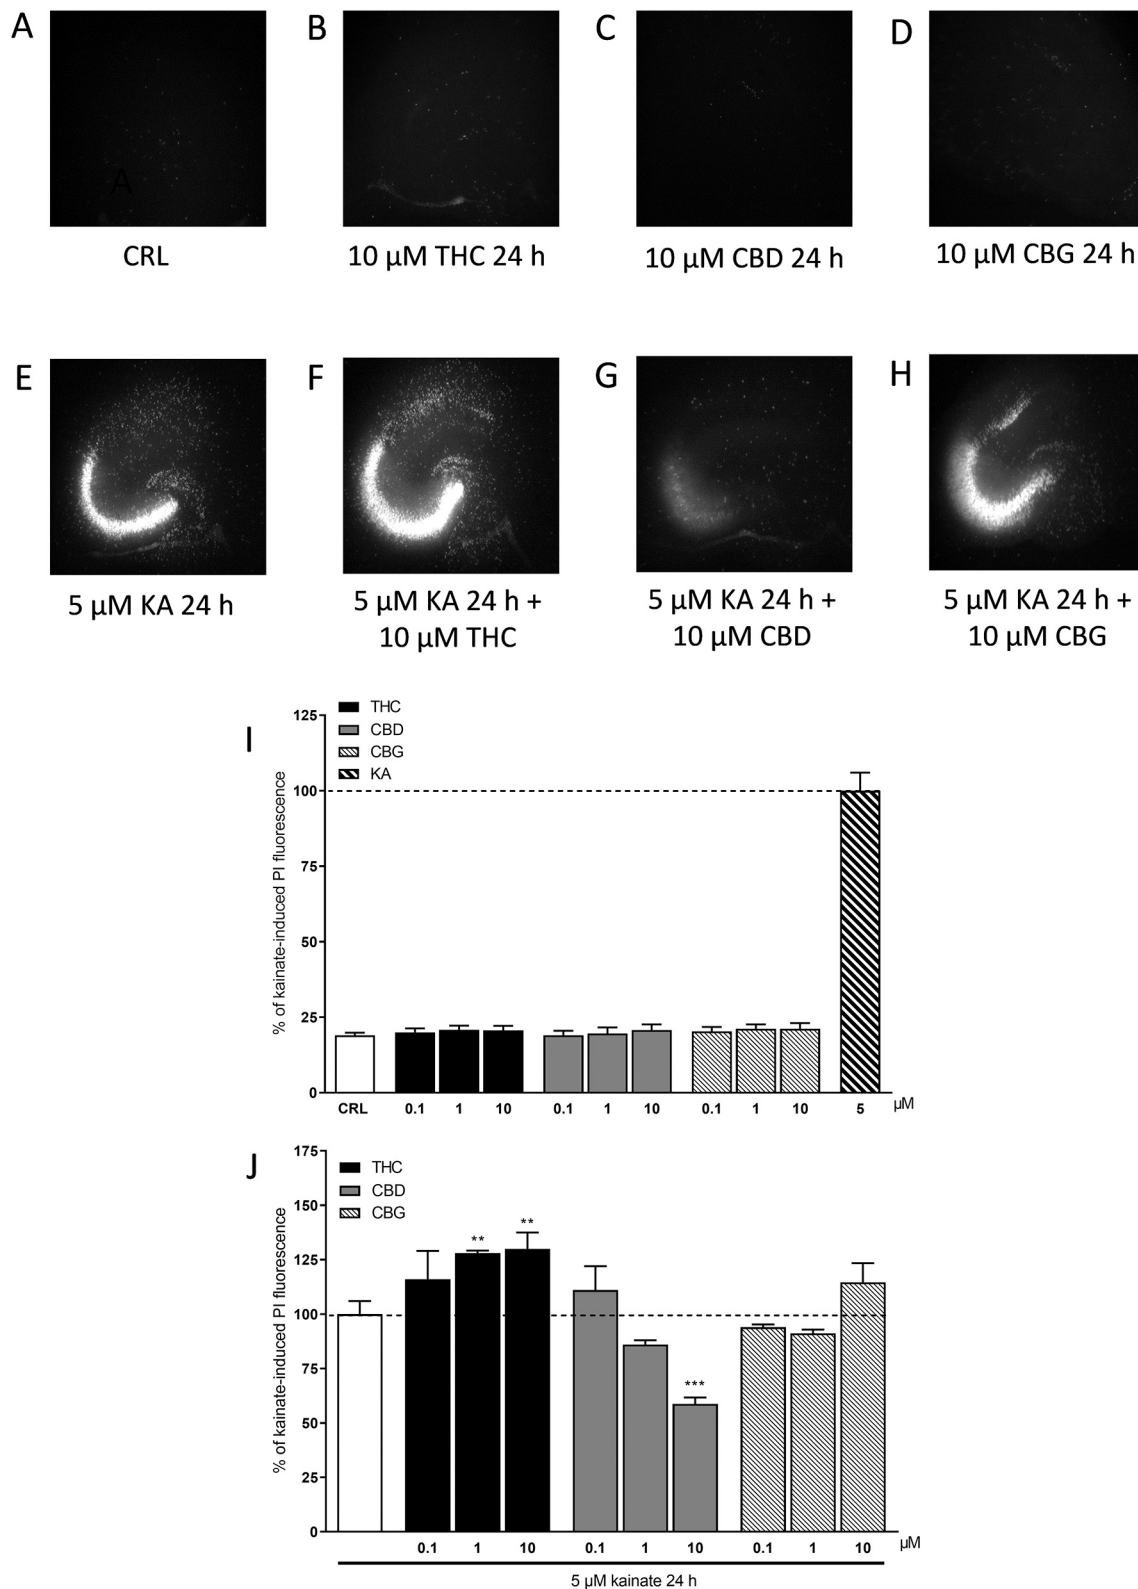 A
B
C
D
A
CRL
10 µM THC 24 h
10 µM CBD 24 h
10 µM CBG 24 h
E
F
G
H
5 µM KA 24 h
5 µM KA 24 h +
10 µM THC
5 µM KA 24 h +
10 µM CBD
5 µM KA 24 h +
10 µM CBG
I
THC
CBD
CBG
KA
% of kainate-induced PI fluorescence
125
100
75
50
25
0
CRL 0.1 1 10 0.1 1 10 0.1 1 10 5 µM
J
THC
CBD
CBG
% of kainate-induced PI fluorescence
175
150
125
100
75
50
25
0
** ** ***
0.1 1 10 0.1 1 10 0.1 1 10 µM
5 µM kainate 24 h